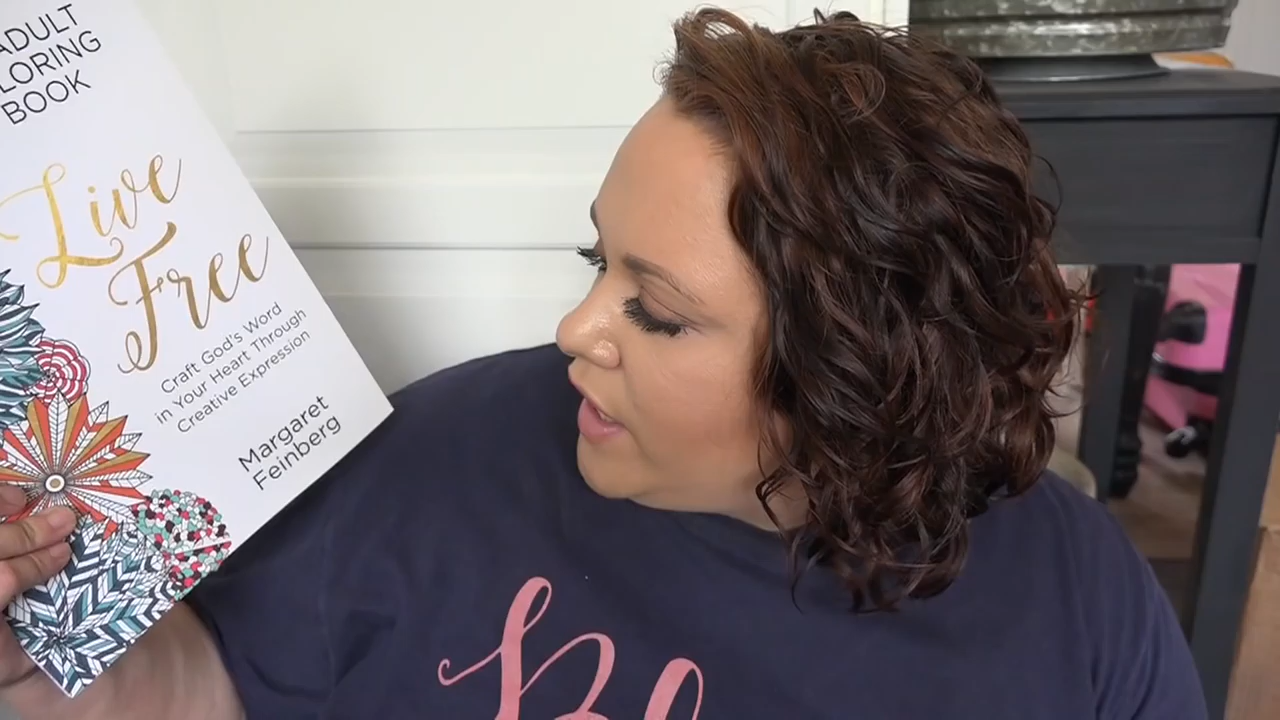 ADULT
LORING
BOOK
Live
Free
Craft God's Word
in Your Heart Through
Creative Expression
Margaret
Feinberg